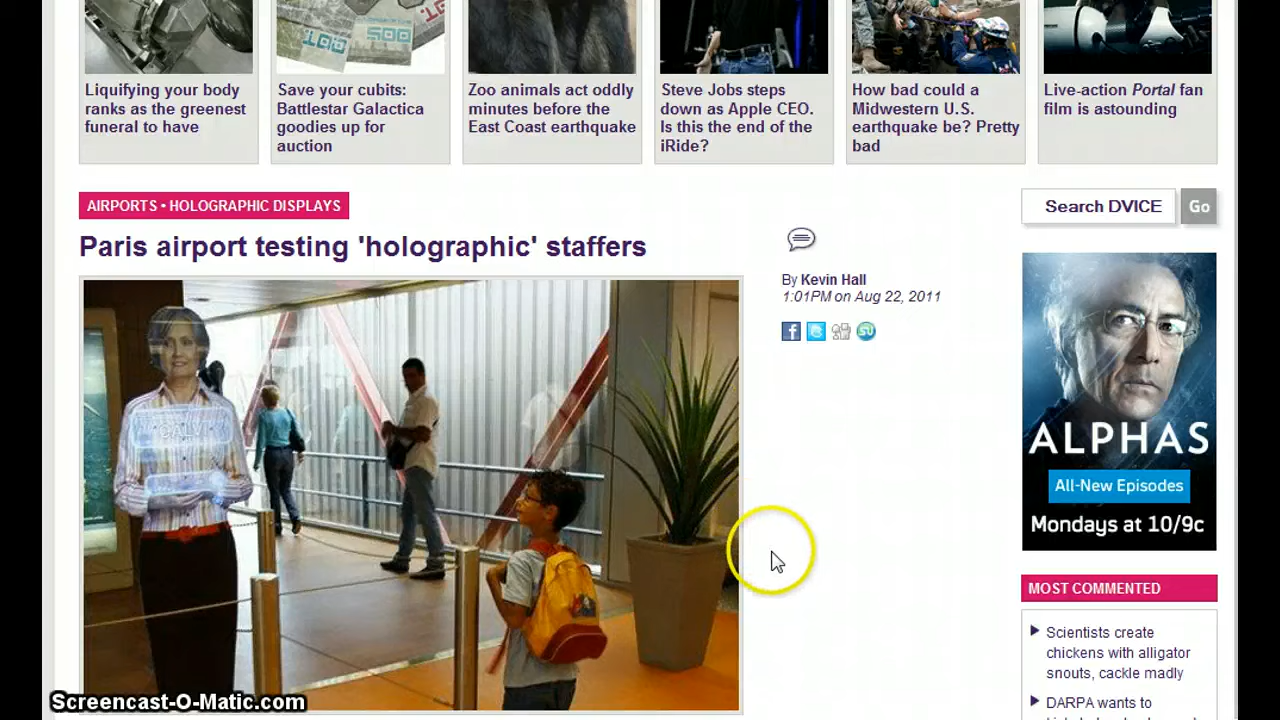 Liquifying your body
ranks as the greenest
funeral to have
Save your cubits:
Battlestar Galactica
goodies up for
auction
Zoo animals act oddly
minutes before the
East Coast earthquake
Steve Jobs steps
down as Apple CEO.
Is this the end of the
iRide?
How bad could a
Midwestern U.S.
earthquake be? Pretty
bad
Live-action Portal fan
film is astounding
AIRPORTS • HOLOGRAPHIC DISPLAYS
Search DVICE
Go
Paris airport testing 'holographic' staffers
By Kevin Hall
1:01PM on Aug 22, 2011
CALVI
ALPHAS
All-New Episodes
Mondays at 10/9c
MOST COMMENTED
Scientists create
chickens with alligator
snouts, cackle madly
DARPA wants to
Screencast-O-Matic.com